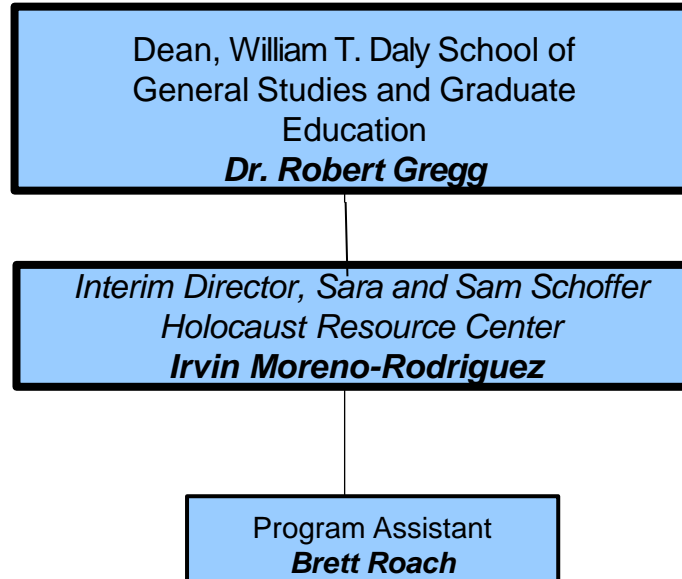 Dean, William T. Daly School of
General Studies and Graduate
Education
Dr. Robert Gregg
Interim Director, Sara and Sam Schoffer
Holocaust Resource Center
Irvin Moreno-Rodriguez
Program Assistant
Brett Roach